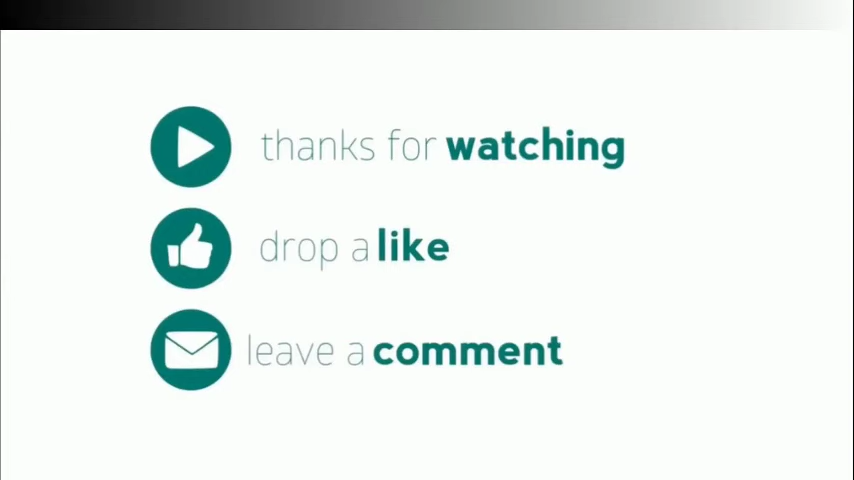 thanks for watching
drop a like
leave a comment